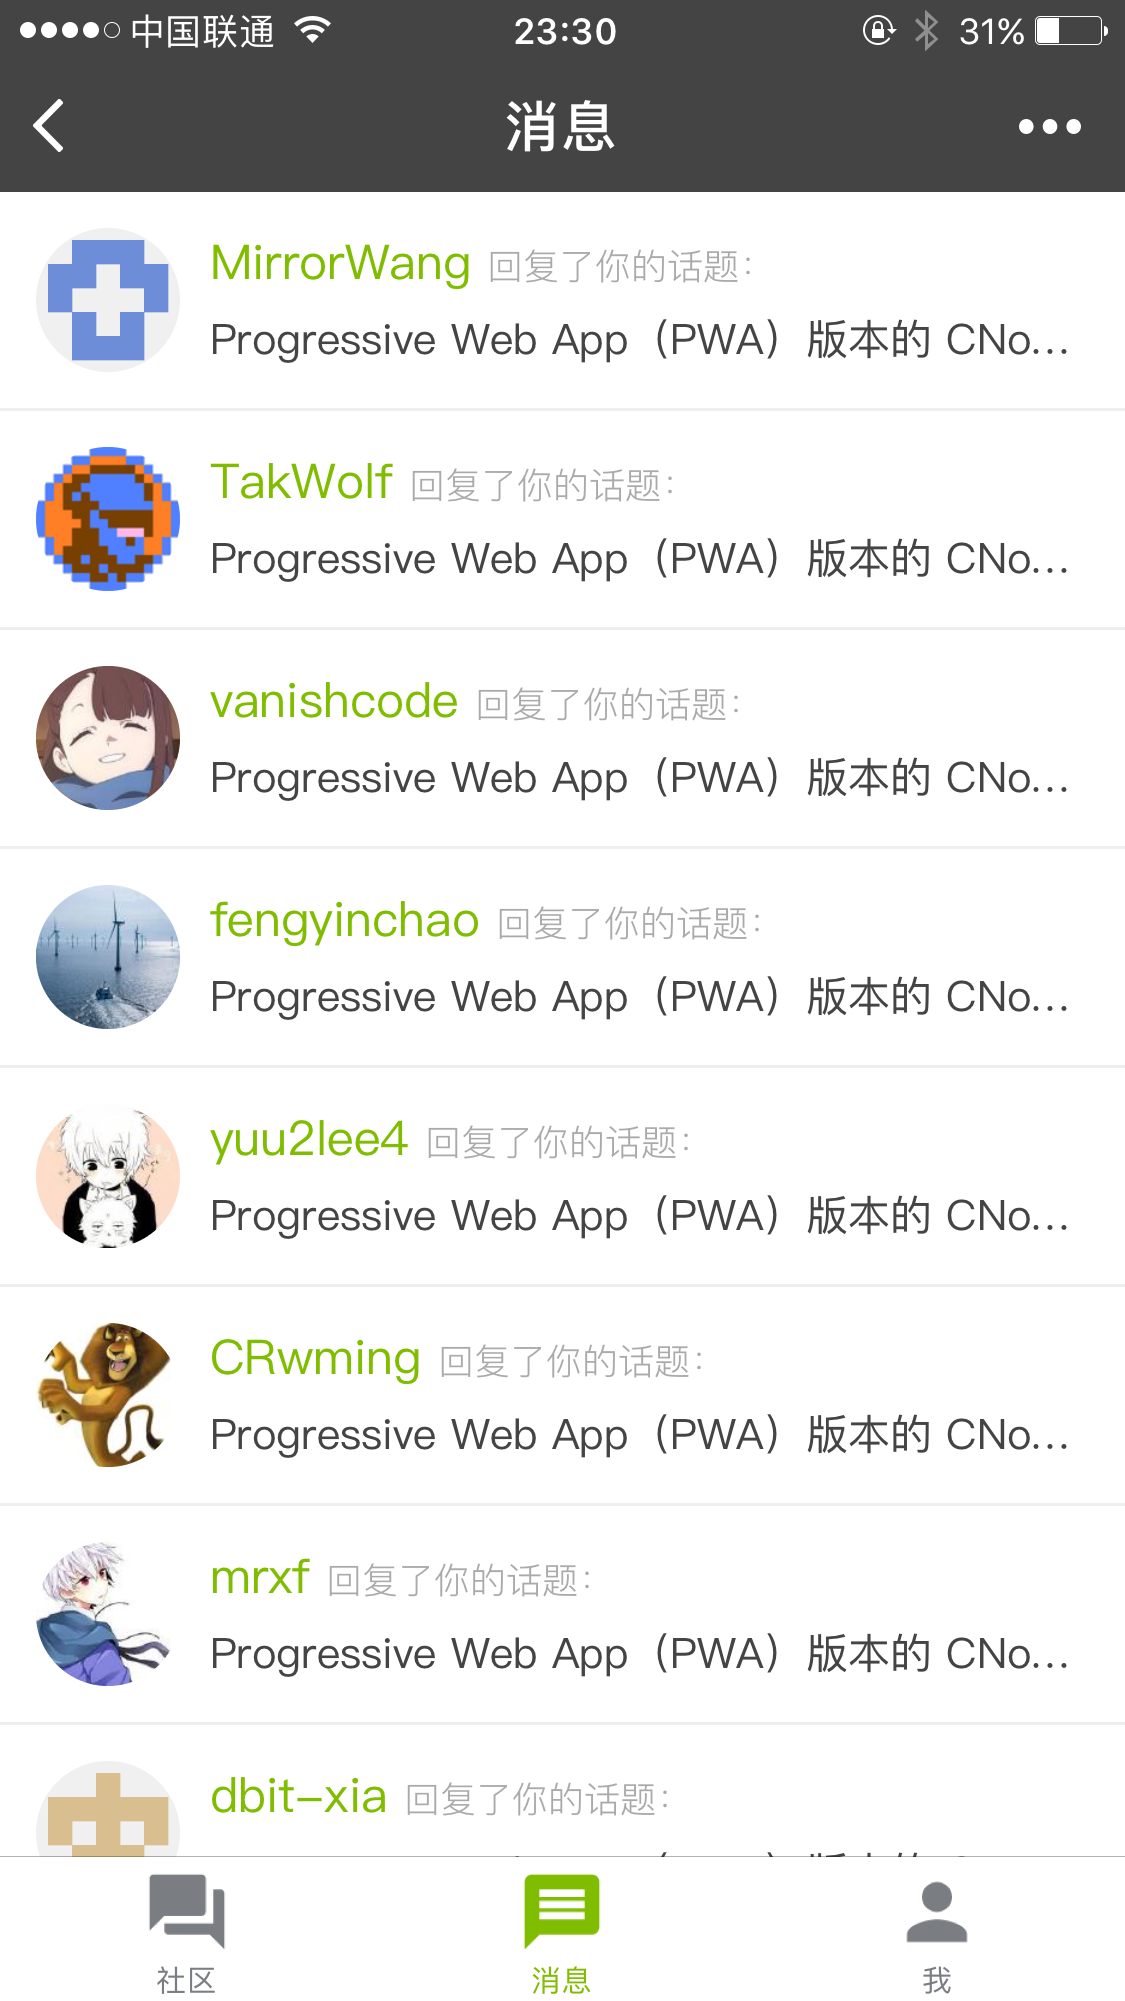 中国联通 23:30 31%
消息
MirrorWang 回复了你的话题:
Progressive Web App（PWA）版本的 CNo...
TakWolf 回复了你的话题:
Progressive Web App（PWA）版本的 CNo...
vanishcode 回复了你的话题:
Progressive Web App（PWA）版本的 CNo...
fengyinchao 回复了你的话题:
Progressive Web App（PWA）版本的 CNo...
yuu2lee4 回复了你的话题:
Progressive Web App（PWA）版本的 CNo...
CRwming 回复了你的话题:
Progressive Web App（PWA）版本的 CNo...
mrxf 回复了你的话题:
Progressive Web App（PWA）版本的 CNo...
dbit-xia 回复了你的话题:
社区 消息 我